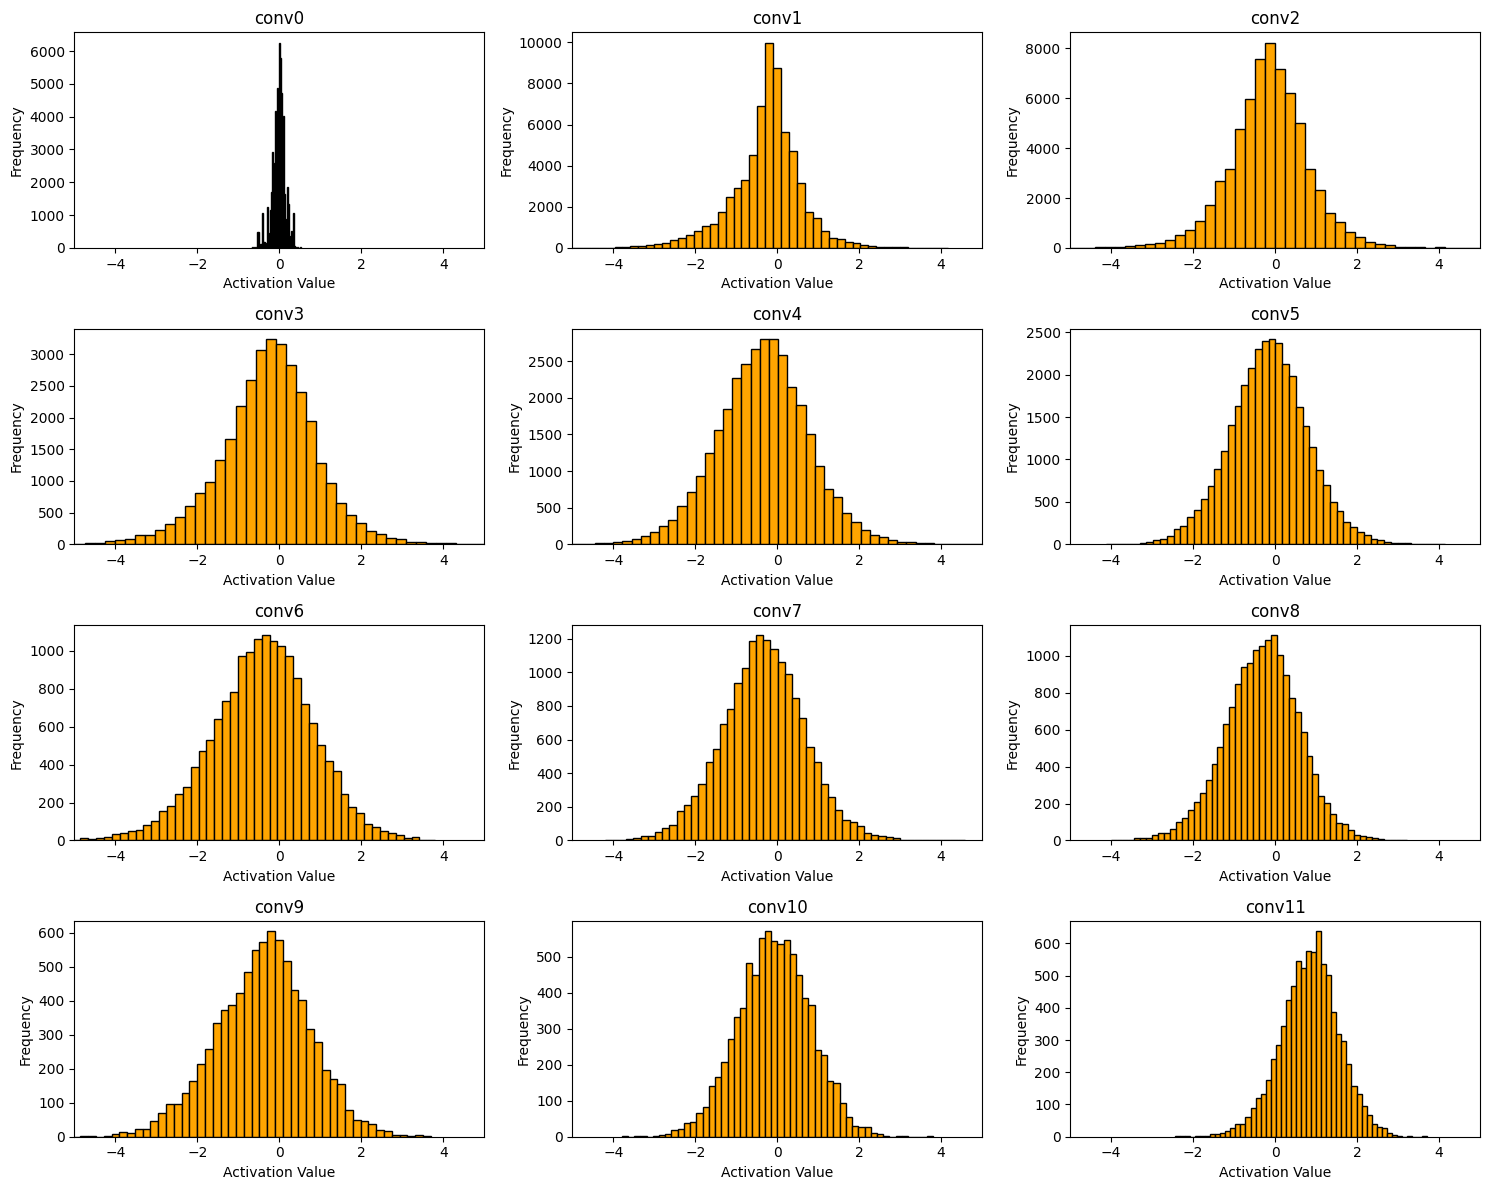 conv0
Frequency
6000
5000
4000
3000
2000
1000
0
−4 −2 0 2 4
Activation Value
conv1
Frequency
10000
8000
6000
4000
2000
0
−4 −2 0 2 4
Activation Value
conv2
Frequency
8000
6000
4000
2000
0
−4 −2 0 2 4
Activation Value
conv3
Frequency
3000
2500
2000
1500
1000
500
0
−4 −2 0 2 4
Activation Value
conv4
Frequency
2500
2000
1500
1000
500
0
−4 −2 0 2 4
Activation Value
conv5
Frequency
2500
2000
1500
1000
500
0
−4 −2 0 2 4
Activation Value
conv6
Frequency
1000
800
600
400
200
0
−4 −2 0 2 4
Activation Value
conv7
Frequency
1200
1000
800
600
400
200
0
−4 −2 0 2 4
Activation Value
conv8
Frequency
1000
800
600
400
200
0
−4 −2 0 2 4
Activation Value
conv9
Frequency
600
500
400
300
200
100
0
−4 −2 0 2 4
Activation Value
conv10
Frequency
500
400
300
200
100
0
−4 −2 0 2 4
Activation Value
conv11
Frequency
600
500
400
300
200
100
0
−4 −2 0 2 4
Activation Value